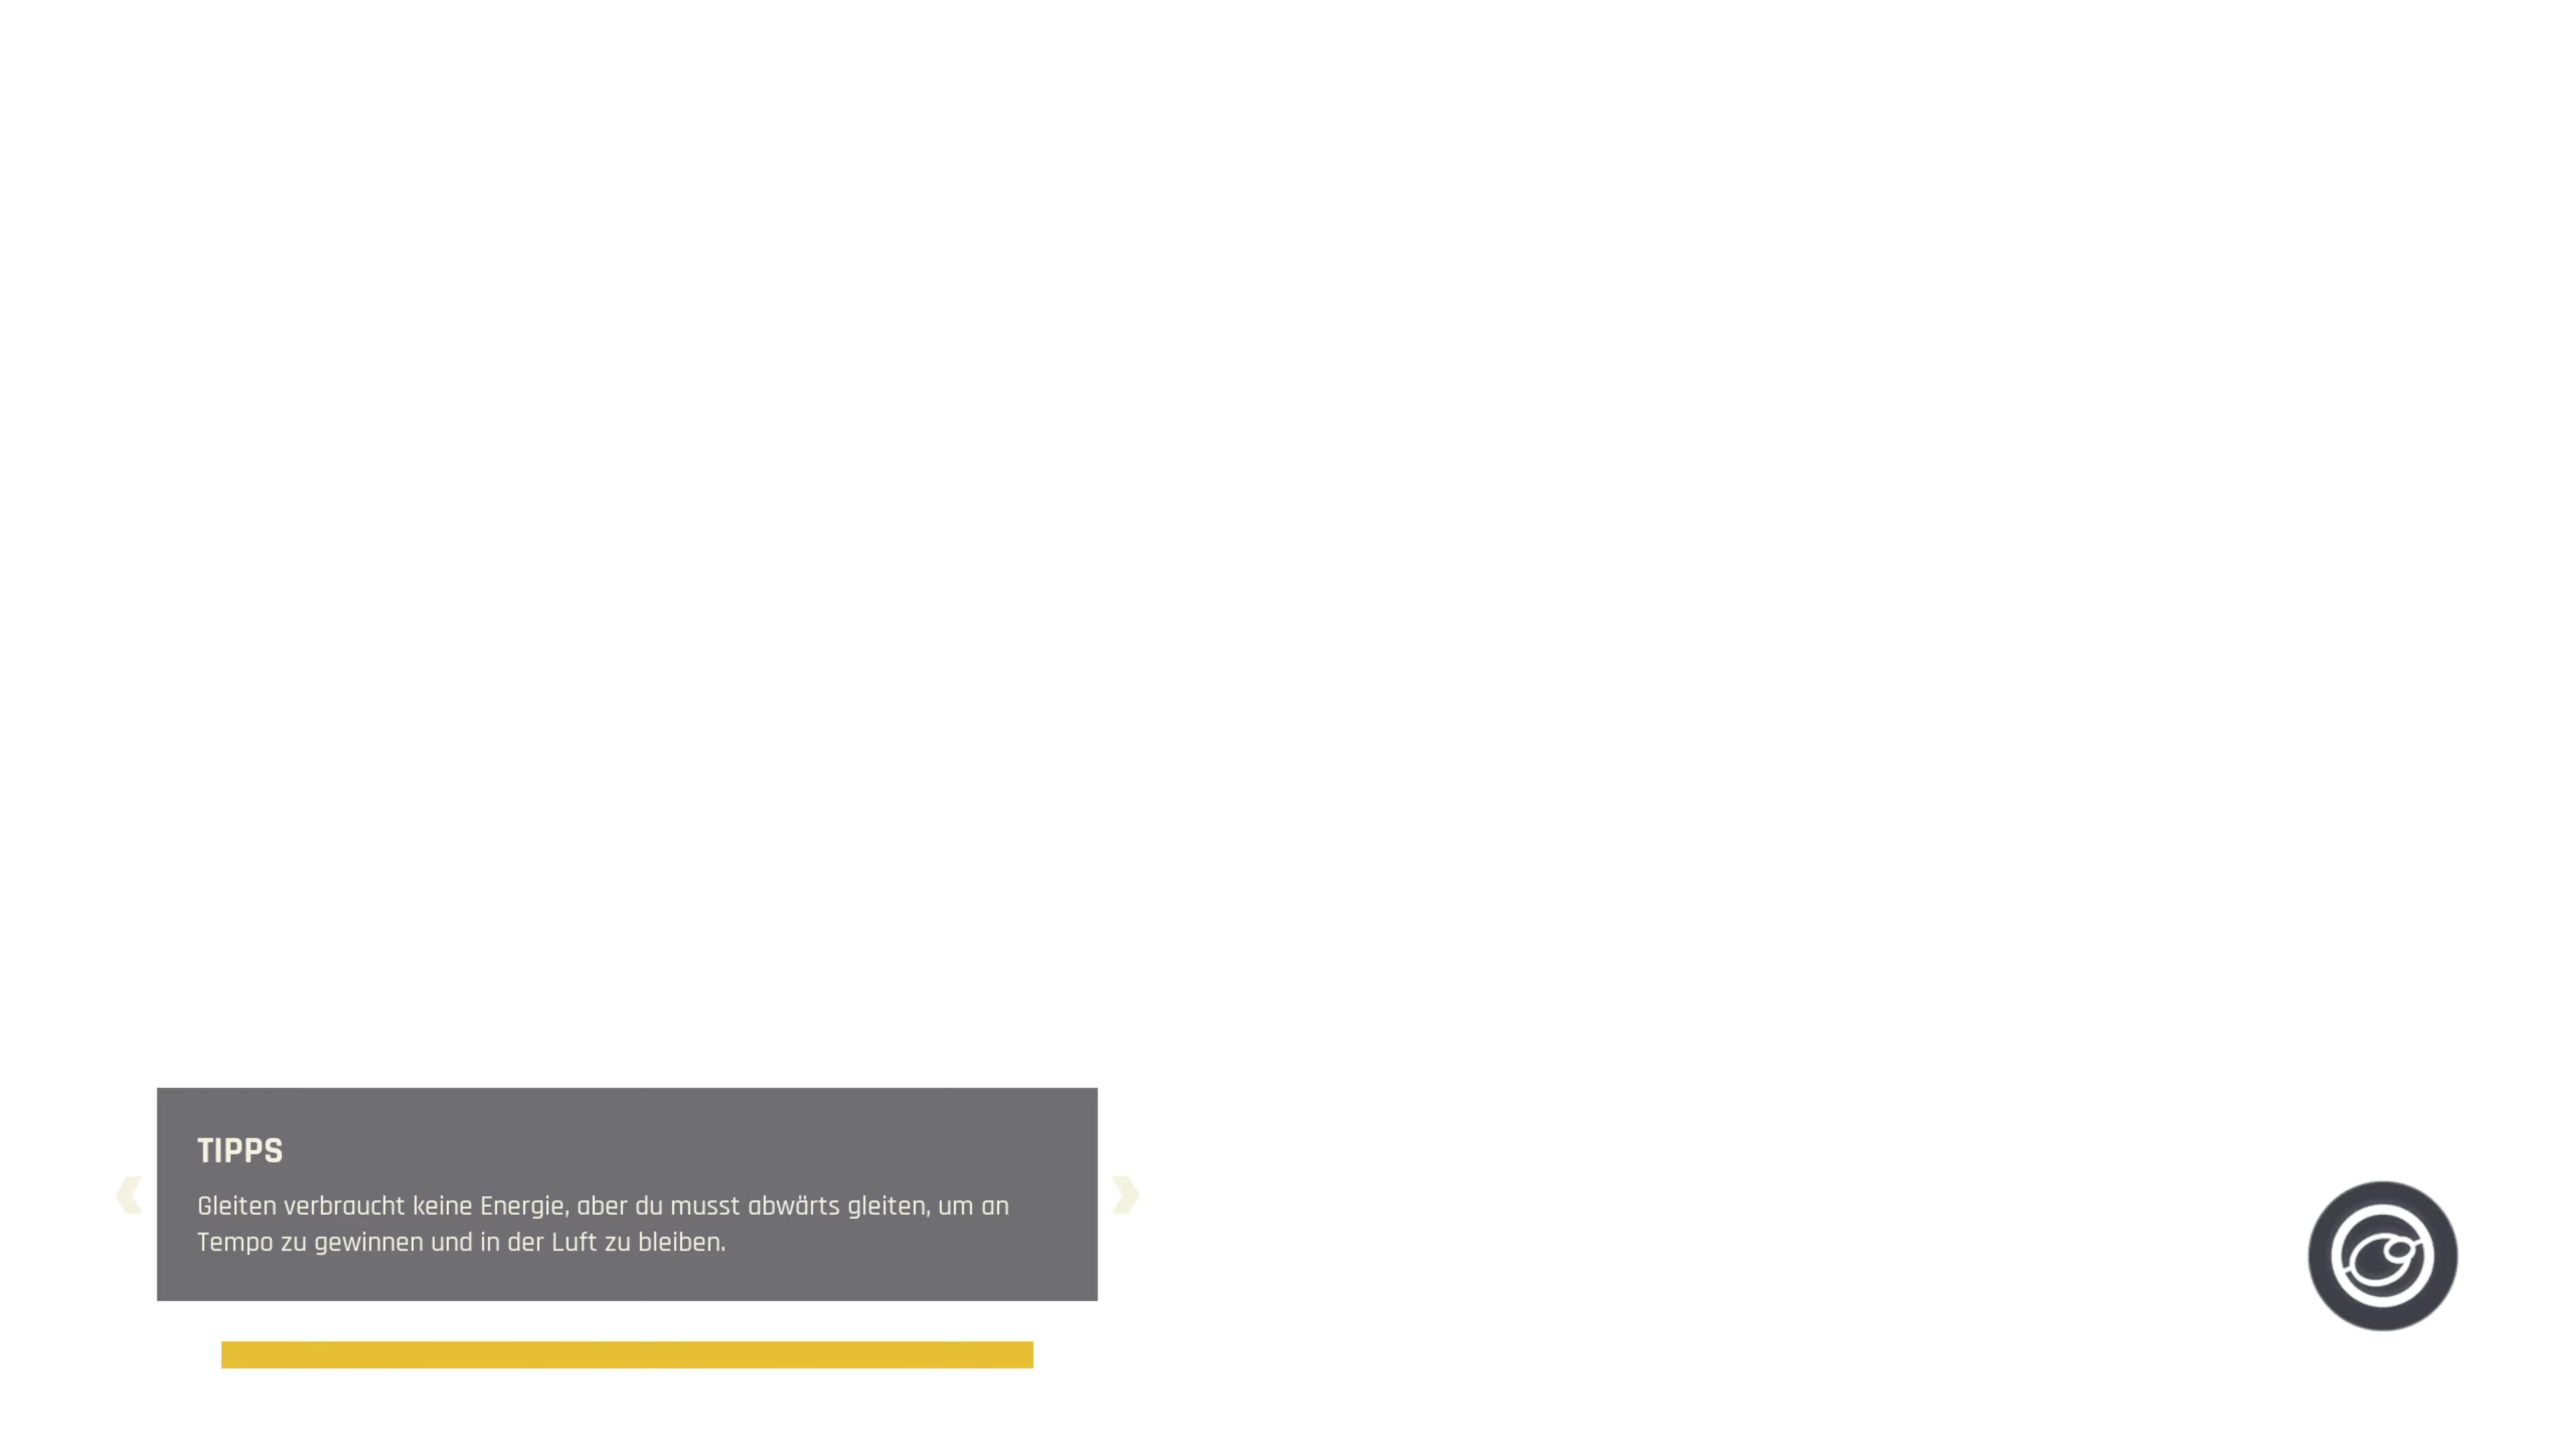 TIPPS
Gleiten verbraucht keine Energie, aber du musst abwärts gleiten, um an
Tempo zu gewinnen und in der Luft zu bleiben.